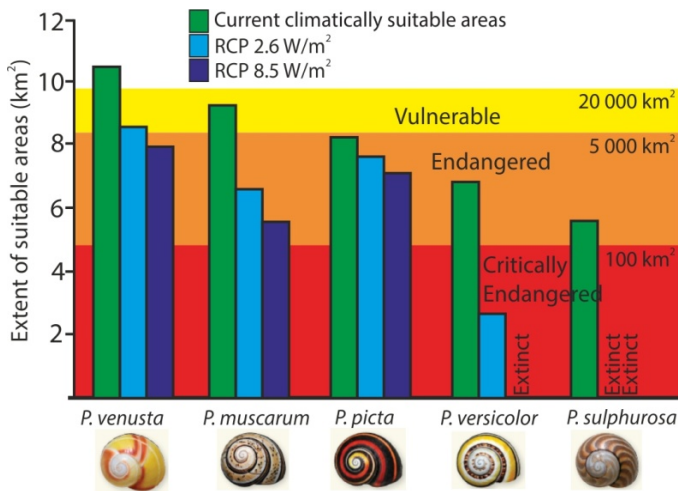 Current climatically suitable areas
RCP 2.6 W/m²
RCP 8.5 W/m²
Extent of suitable areas (km²)
12
10
8
6
4
2
20 000 km²
Vulnerable
5 000 km²
Endangered
100 km²
Critically
Endangered
Extinct
Extinct
Extinct
P. venusta
P. muscarum
P. picta
P. versicolor
P. sulphurosa